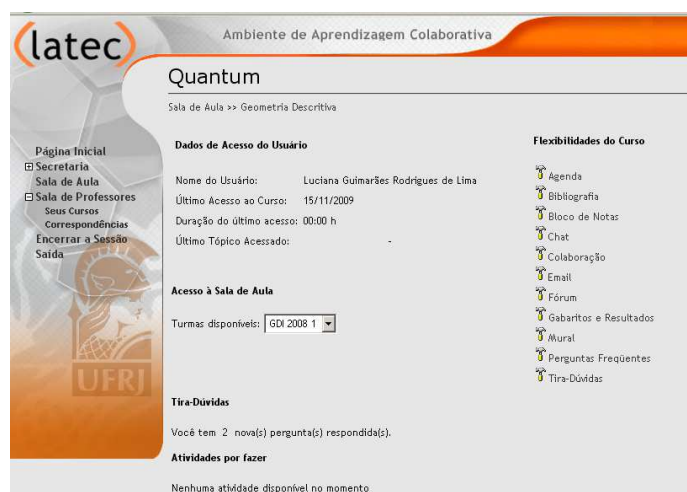 (latec)
Ambiente de Aprendizagem Colaborativa
Quantum
Sala de Aula >> Geometria Descritiva
Página Inicial
Secretaria
Sala de Aula
Sala de Professores
Seus Cursos
Correspondências
Encerrar a Sessão
Saída
UFRJ
Dados de Acesso do Usuário
Nome do Usuário: Luciana Guimarães Rodrigues de Lima
Último Acesso ao Curso: 15/11/2009
Duração do último acesso: 00:00 h
Último Tópico Acessado: -
Acesso à Sala de Aula
Turmas disponíveis: GDI 2008 1
Tira-Dúvidas
Você tem 2 nova(s) pergunta(s) respondida(s).
Atividades por fazer
Nenhuma atividade disponível no momento
Flexibilidades do Curso
Agenda
Bibliografia
Bloco de Notas
Chat
Colaboração
Email
Fórum
Gabaritos e Resultados
Mural
Perguntas Freqüentes
Tira-Dúvidas